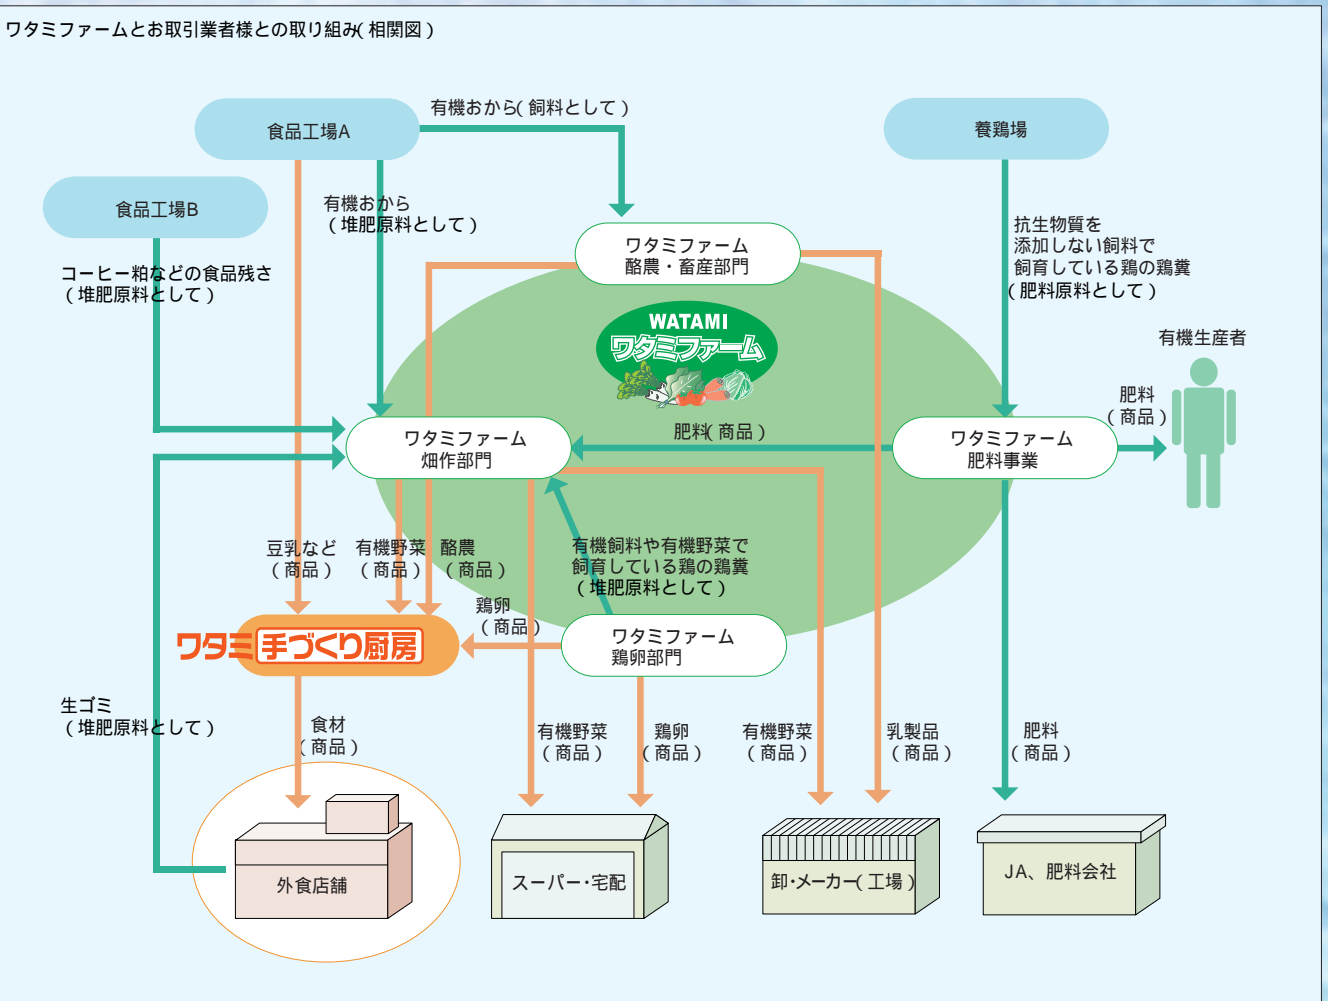 ワタミファームとお取引業者様との取り組み(相関図)
有機おから(飼料として)
食品工場A
養鶏場
食品工場B
有機おから
(堆肥原料として)
抗生物質を
添加しない飼料で
飼育している鶏の鶏糞
(肥料原料として)
ワタミファーム
酪農・畜産部門
コーヒー粕などの食品残さ
(堆肥原料として)
WATAMI
ワタミファーム
有機生産者
肥料
(商品)
ワタミファーム
畑作部門
肥料(商品)
ワタミファーム
肥料事業
豆乳など
(商品)
有機野菜
(商品)
酪農
(商品)
有機飼料や有機野菜で
飼育している鶏の鶏糞
(堆肥原料として)
鶏卵
(商品)
ワタミ手づくり厨房
ワタミファーム
鶏卵部門
生ゴミ
(堆肥原料として)
食材
(商品)
有機野菜
(商品)
鶏卵
(商品)
有機野菜
(商品)
乳製品
(商品)
肥料
(商品)
外食店舗
スーパー・宅配
卸・メーカー(工場)
JA、肥料会社